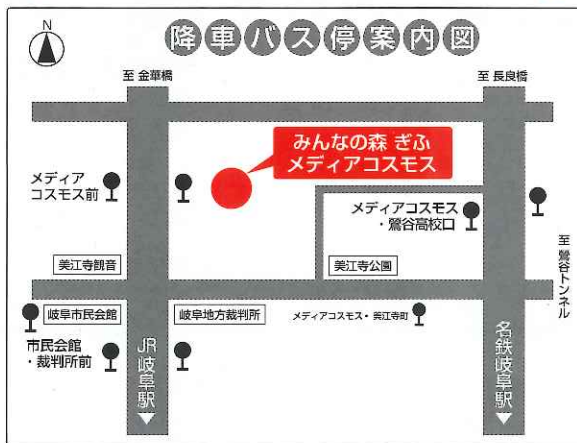 N
降車バス停案内図
至 金華橋
至 長良橋
みんなの森 ぎふ
メディアコスモス
メディア
コスモス前
メディアコスモス
・鶯谷高校口
美江寺観音
美江寺公園
至 鶯谷トンネル
岐阜市民会館
岐阜地方裁判所
メディアコスモス・美江寺町
市民会館
・裁判所前
JR岐阜駅
名鉄岐阜駅